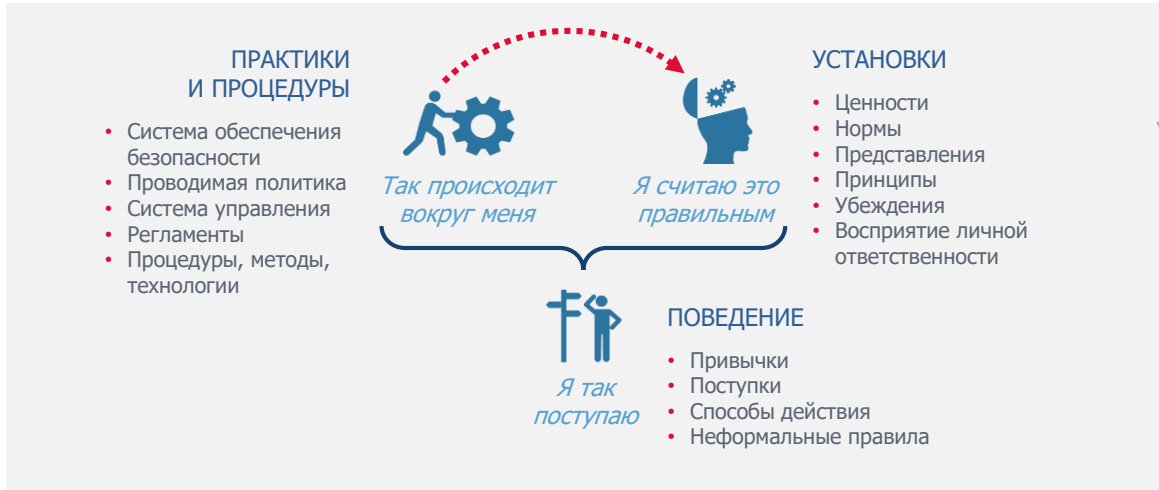 ПРАКТИКИ
И ПРОЦЕДУРЫ
• Система обеспечения
безопасности
• Проводимая политика
• Система управления
• Регламенты
• Процедуры, методы,
технологии
Так происходит
вокруг меня
Я считаю это
правильным
УСТАНОВКИ
• Ценности
• Нормы
• Представления
• Принципы
• Убеждения
• Восприятие личной
ответственности
Я так
поступаю
ПОВЕДЕНИЕ
• Привычки
• Поступки
• Способы действия
• Неформальные правила